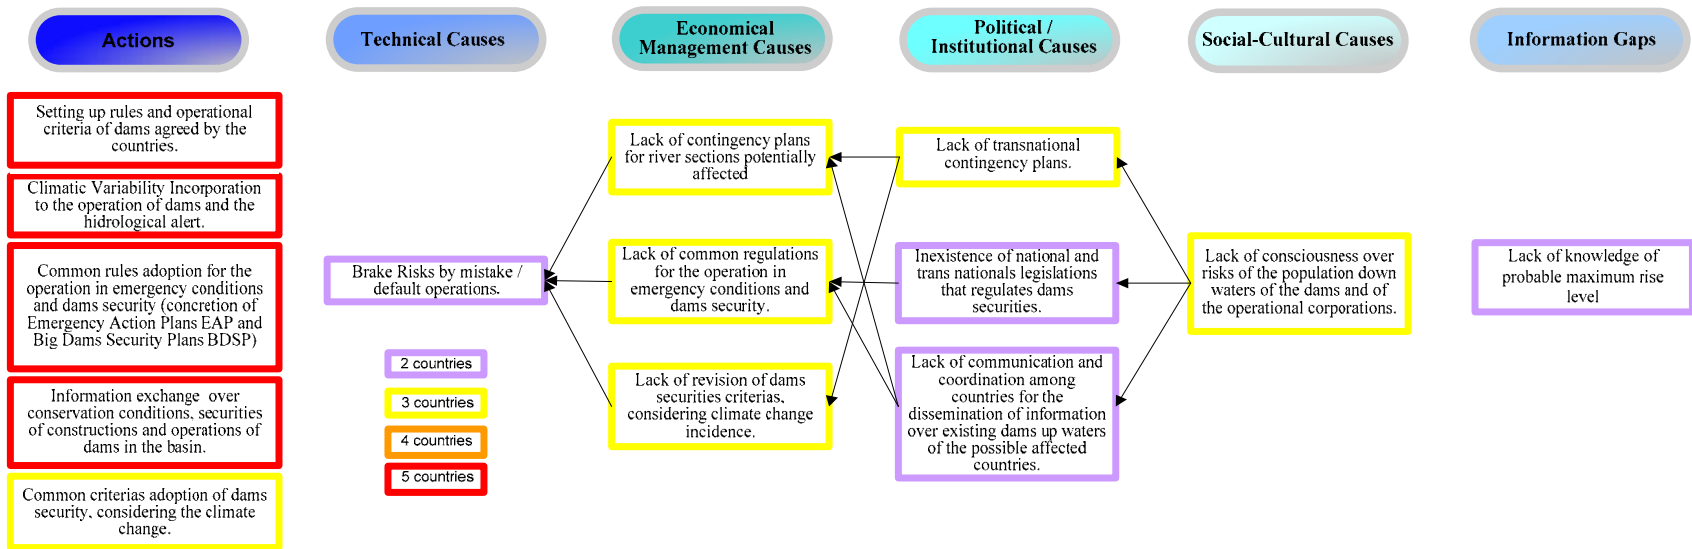 Actions
Technical Causes
Economical
Management Causes
Political /
Institutional Causes
Social-Cultural Causes
Information Gaps
Setting up rules and operational
criteria of dams agreed by the
countries.
Climatic Variability Incorporation
to the operation of dams and the
hidrological alert.
Common rules adoption for the
operation in emergency conditions
and dams security (concretion of
Emergency Action Plans EAP and
Big Dams Security Plans BDSP)
Information exchange over
conservation conditions, securities
of constructions and operations of
dams in the basin.
Common criterias adoption of dams
security, considering the climate
change.
Brake Risks by mistake /
default operations.
2 countries
3 countries
4 countries
5 countries
Lack of contingency plans
for river sections potentially
affected
Lack of common regulations
for the operation in
emergency conditions and
dams security.
Lack of revision of dams
securities criterias,
considering climate change
incidence.
Lack of transnational
contingency plans.
Inexistence of national and
trans nationals legislations
that regulates dams
securities.
Lack of communication and
coordination among
countries for the
dissemination of information
over existing dams up waters
of the possible affected
countries.
Lack of consciousness over
risks of the population down
waters of the dams and of
the operational corporations.
Lack of knowledge of
probable maximum rise
level